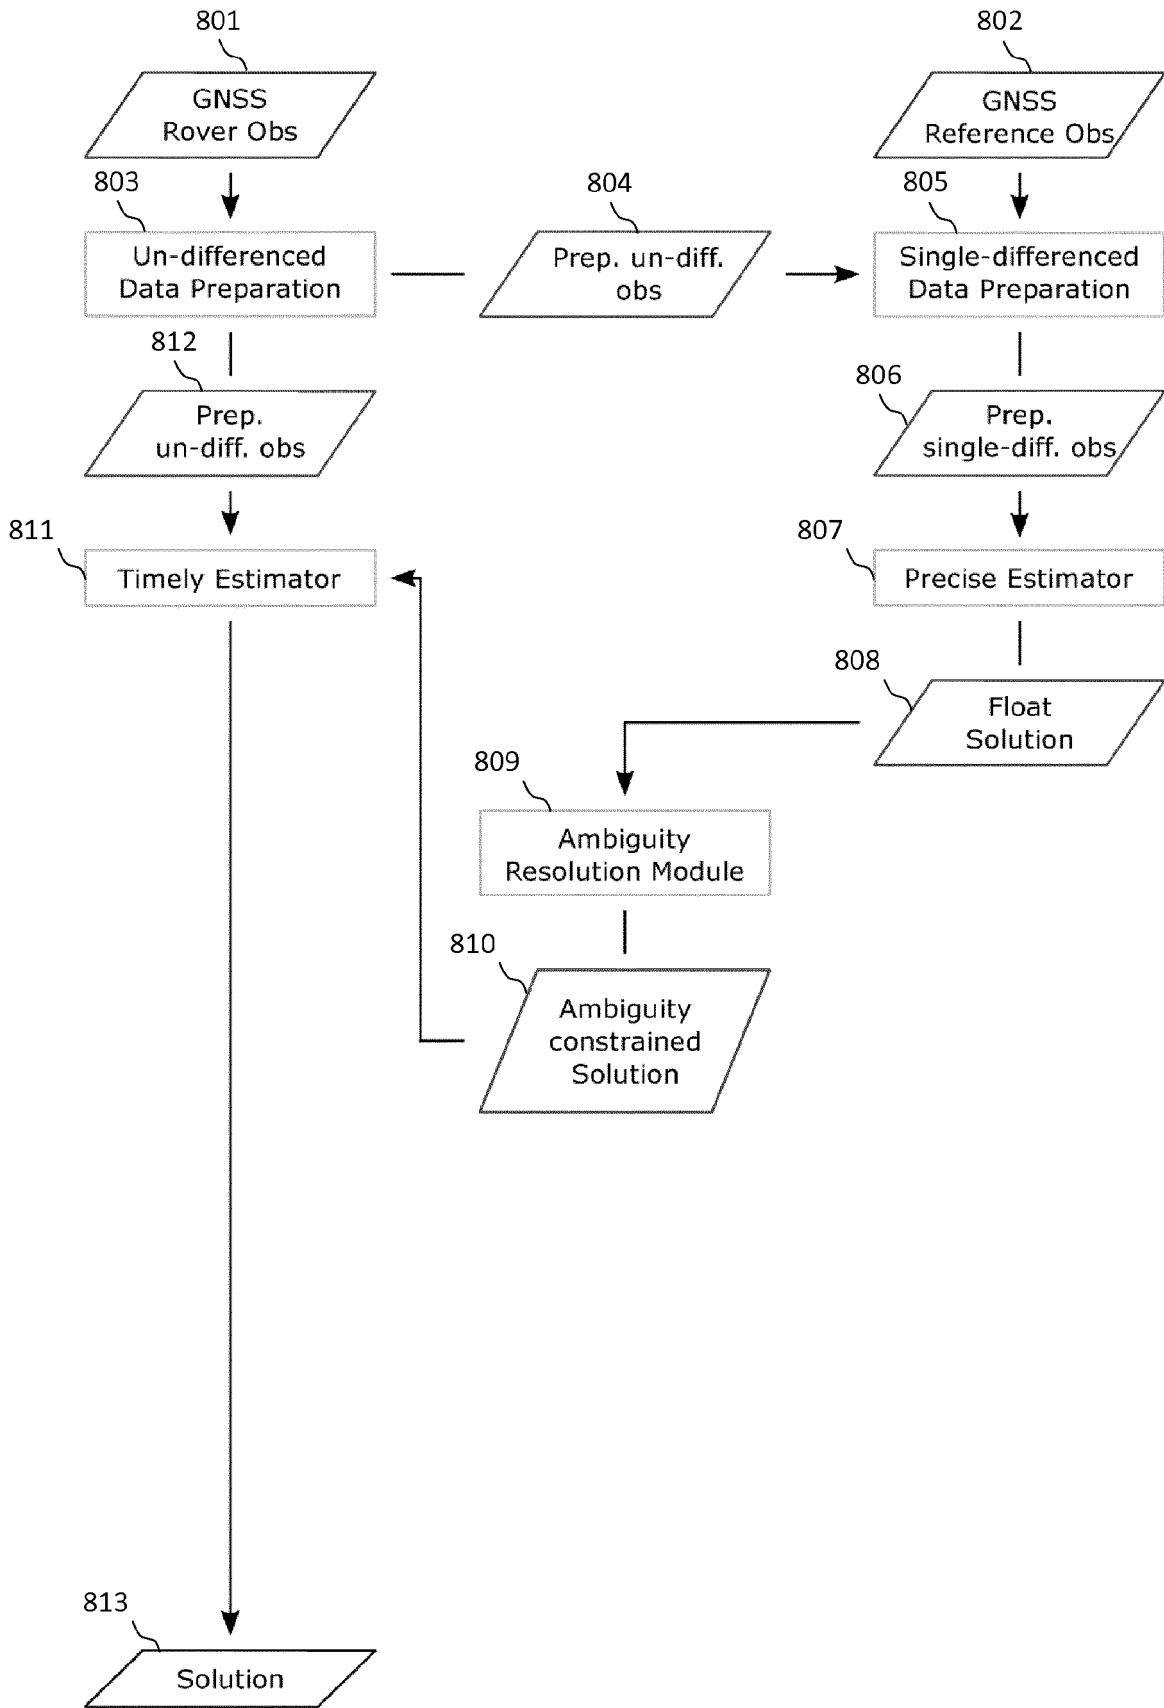 801
802
GNSS
Rover Obs
GNSS
Reference Obs
803
804
805
Un-differenced
Data Preparation
Prep. un-diff.
obs
Single-differenced
Data Preparation
812
806
Prep.
un-diff. obs
Prep.
single-diff. obs
811
807
Timely Estimator
Precise Estimator
808
Float
Solution
809
Ambiguity
Resolution Module
810
Ambiguity
constrained
Solution
813
Solution